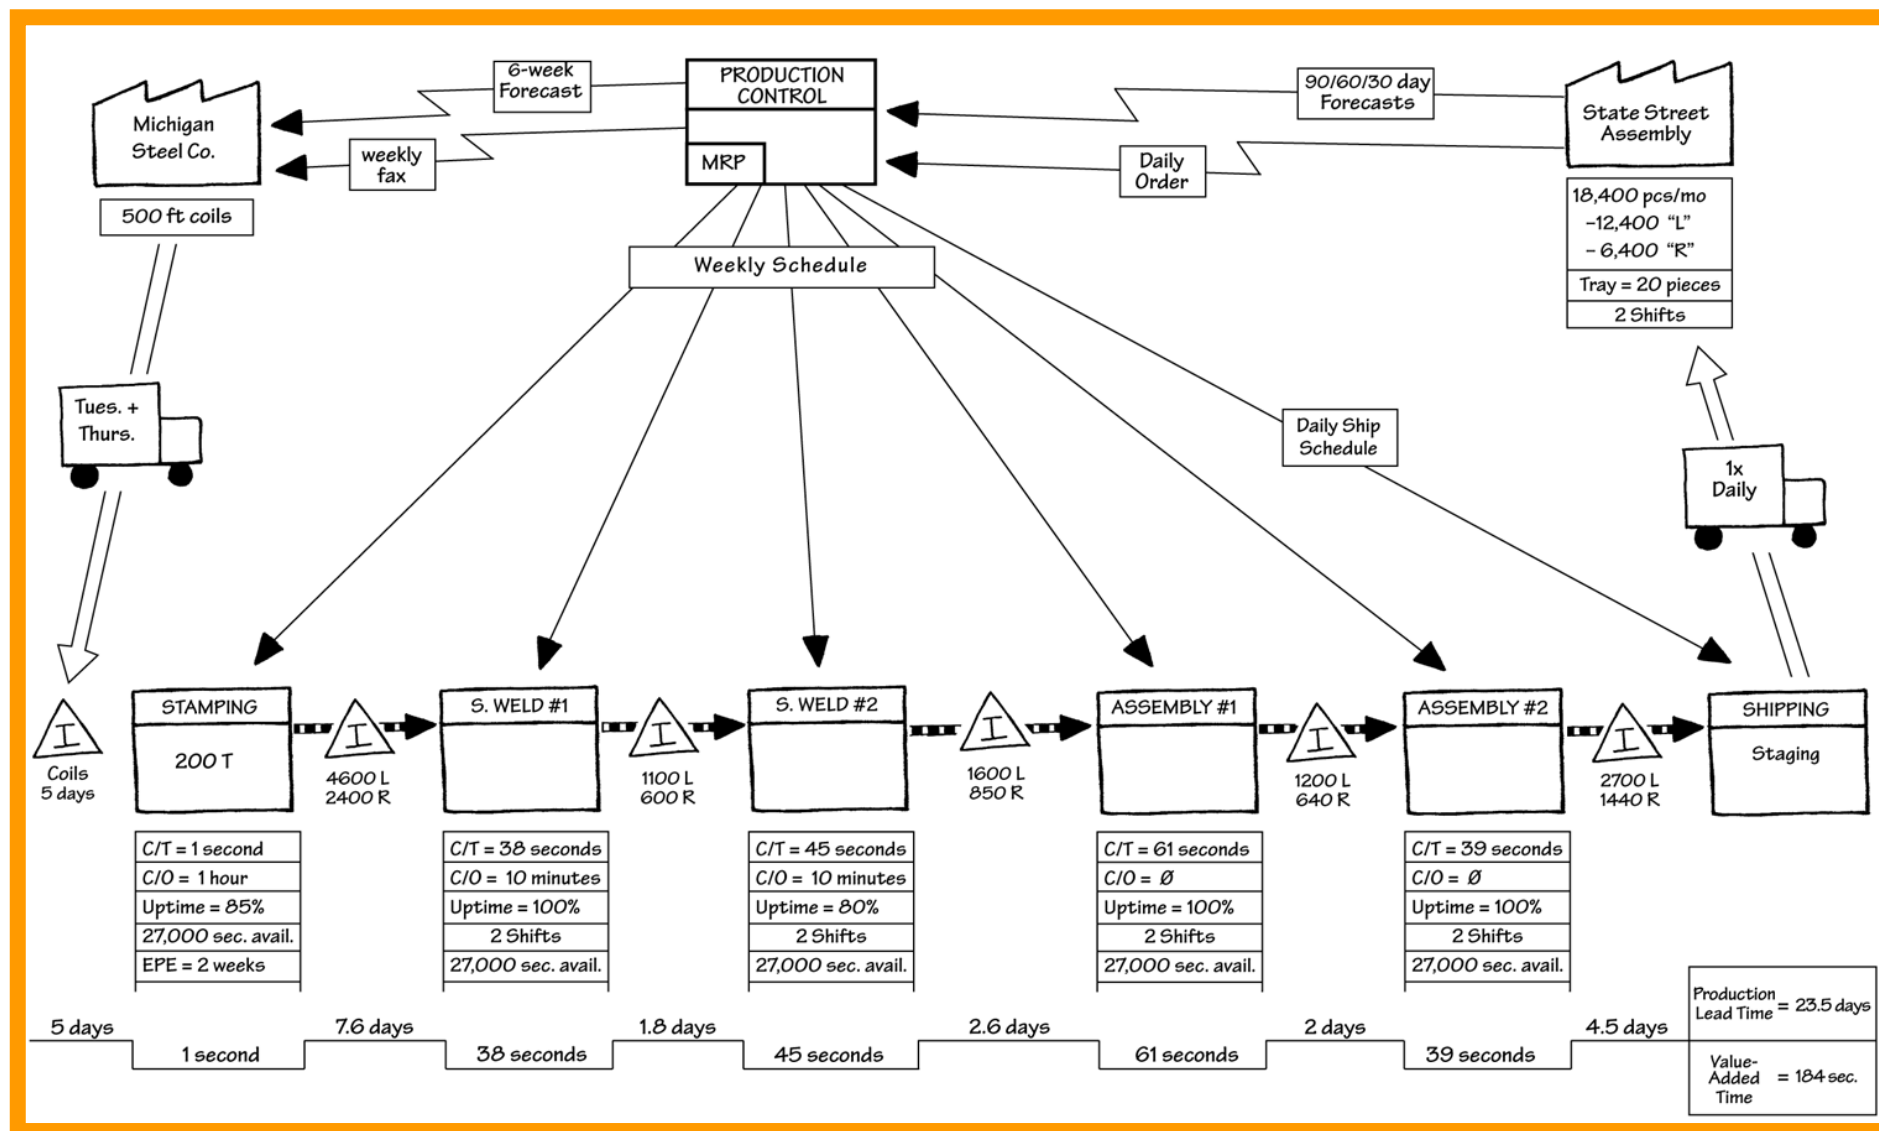 Michigan
Steel Co.
500 ft coils
6-week
Forecast
weekly
fax
PRODUCTION
CONTROL
MRP
90/60/30 day
Forecasts
Daily
Order
State Street
Assembly
18,400 pcs/mo
–12,400 “L”
– 6,400 “R”
Tray = 20 pieces
2 Shifts
Weekly Schedule
Tues. +
Thurs.
Daily Ship
Schedule
1x
Daily
I
Coils
5 days
STAMPING
200 T
I
4600 L
2400 R
S. WELD #1
I
1100 L
600 R
S. WELD #2
I
1600 L
850 R
ASSEMBLY #1
I
1200 L
640 R
ASSEMBLY #2
I
2700 L
1440 R
SHIPPING
Staging
C/T = 1 second
C/O = 1 hour
Uptime = 85%
27,000 sec. avail.
EPE = 2 weeks
C/T = 38 seconds
C/O = 10 minutes
Uptime = 100%
2 Shifts
27,000 sec. avail.
C/T = 45 seconds
C/O = 10 minutes
Uptime = 80%
2 Shifts
27,000 sec. avail.
C/T = 61 seconds
C/O = Ø
Uptime = 100%
2 Shifts
27,000 sec. avail.
C/T = 39 seconds
C/O = Ø
Uptime = 100%
2 Shifts
27,000 sec. avail.
5 days
1 second
7.6 days
38 seconds
1.8 days
45 seconds
2.6 days
61 seconds
2 days
39 seconds
4.5 days
Production
Lead Time = 23.5 days
Value-
Added = 184 sec.
Time